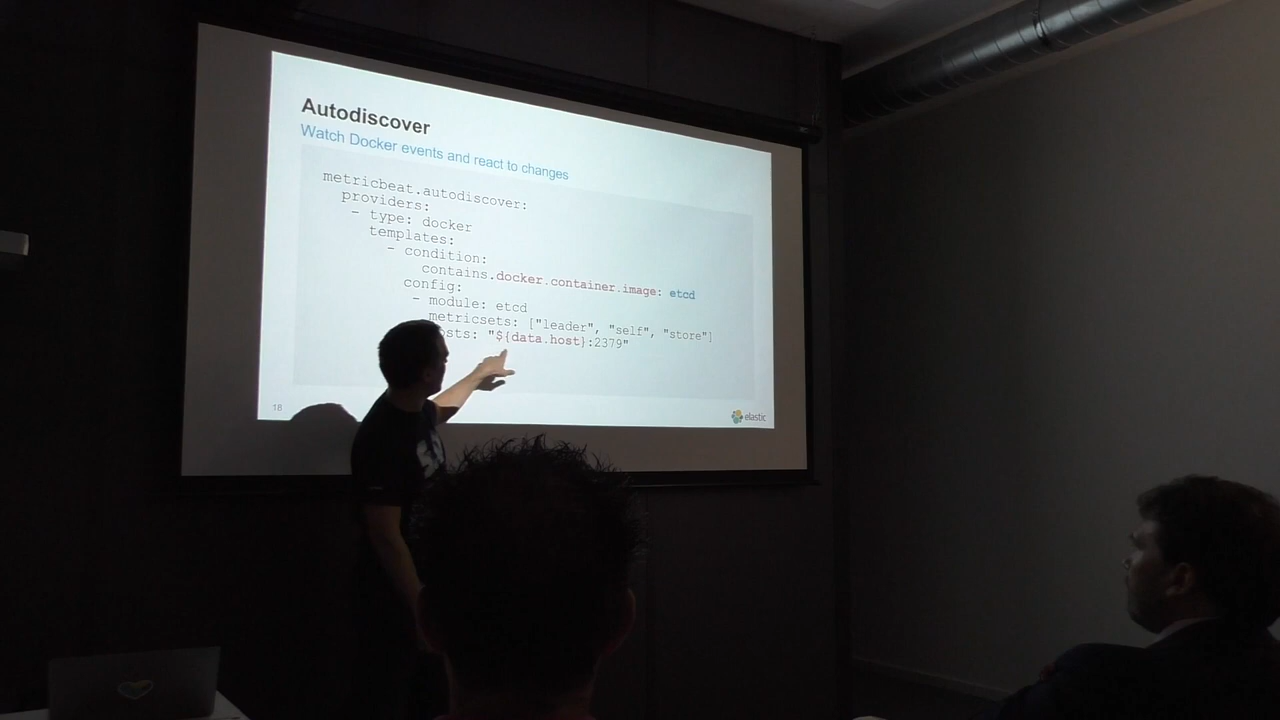 Autodiscover
Watch Docker events and react to changes
metricbeat.autodiscover:
providers:
- type: docker
templates:
- condition:
contains.docker.container.image: etcd
config:
- module: etcd
metricsets: ["leader", "self", "store"]
"${data.host}:2379"
18
elastic